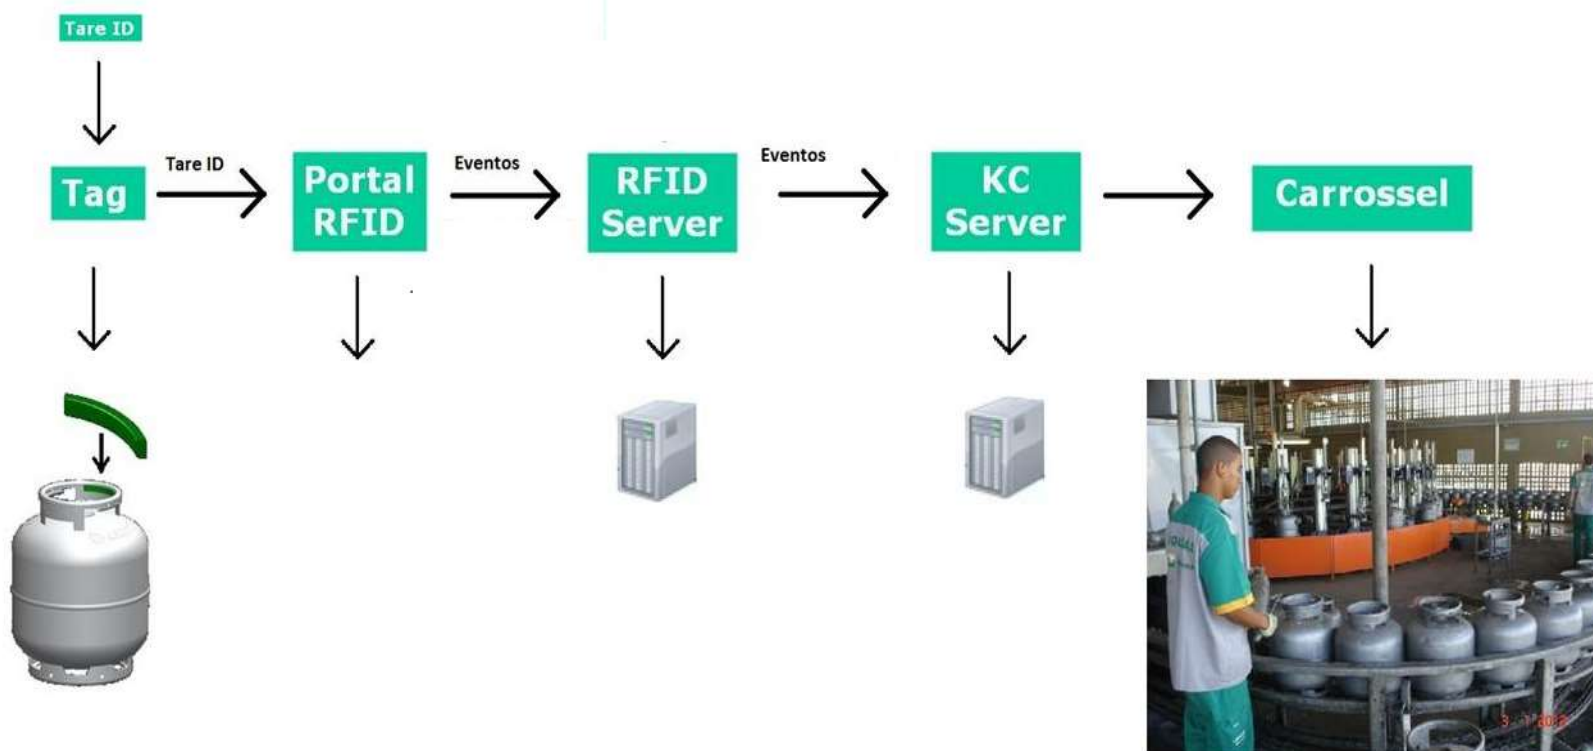 Tare ID
Tag
Tare ID
Portal
RFID
Eventos
RFID
Server
Eventos
KC
Server
Carrossel